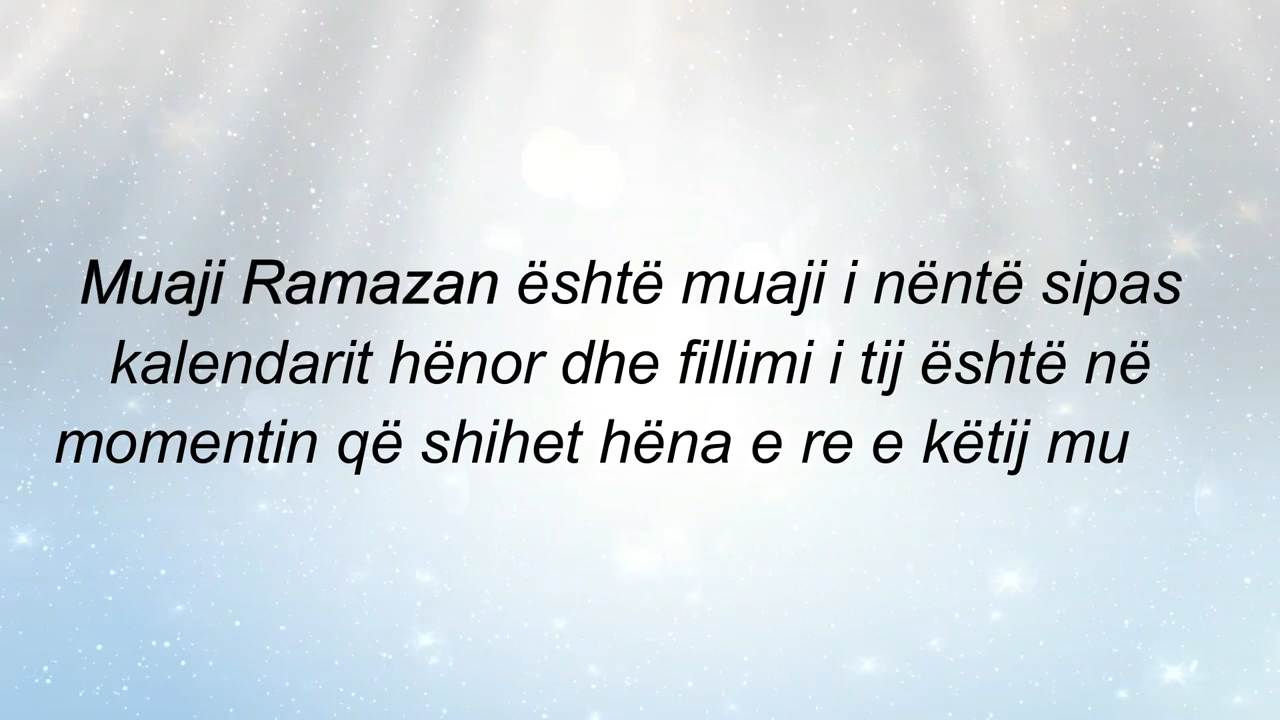 Muaji Ramazan është muaji i nëntë sipas
kalendarit hënor dhe fillimi i tij është në
momentin që shihet hëna e re e këtij mu